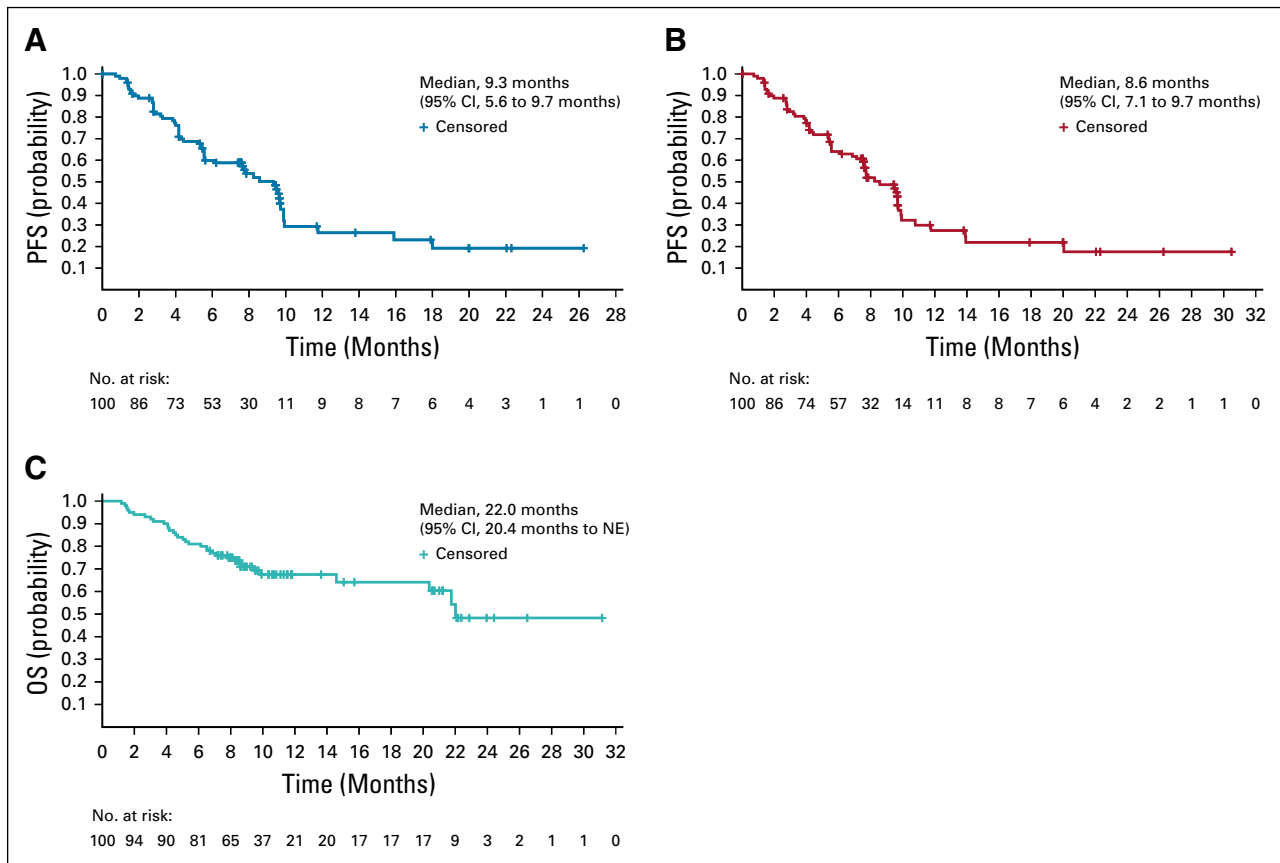 A
PFS (probability)
1.0
0.9
0.8
0.7
0.6
0.5
0.4
0.3
0.2
0.1
Median, 9.3 months
(95% CI, 5.6 to 9.7 months)
+ Censored
0 2 4 6 8 10 11 12 14 16 18 20 22 24 26 28
Time (Months)
No. at risk:
100 86 73 53 30 11 9 8 7 6 4 3 1 1 0
B
PFS (probability)
1.0
0.9
0.8
0.7
0.6
0.5
0.4
0.3
0.2
0.1
Median, 8.6 months
(95% CI, 7.1 to 9.7 months)
+ Censored
0 2 4 6 8 10 12 14 16 18 20 22 24 26 28 30 32
Time (Months)
No. at risk:
100 86 74 57 32 14 11 8 8 7 6 4 2 2 1 1 0
C
OS (probability)
1.0
0.9
0.8
0.7
0.6
0.5
0.4
0.3
0.2
0.1
Median, 22.0 months
(95% CI, 20.4 months to NE)
+ Censored
0 2 4 6 8 10 12 14 16 18 20 22 24 26 28 30 32
Time (Months)
No. at risk:
100 94 90 81 65 37 21 20 17 17 17 9 3 2 1 1 0